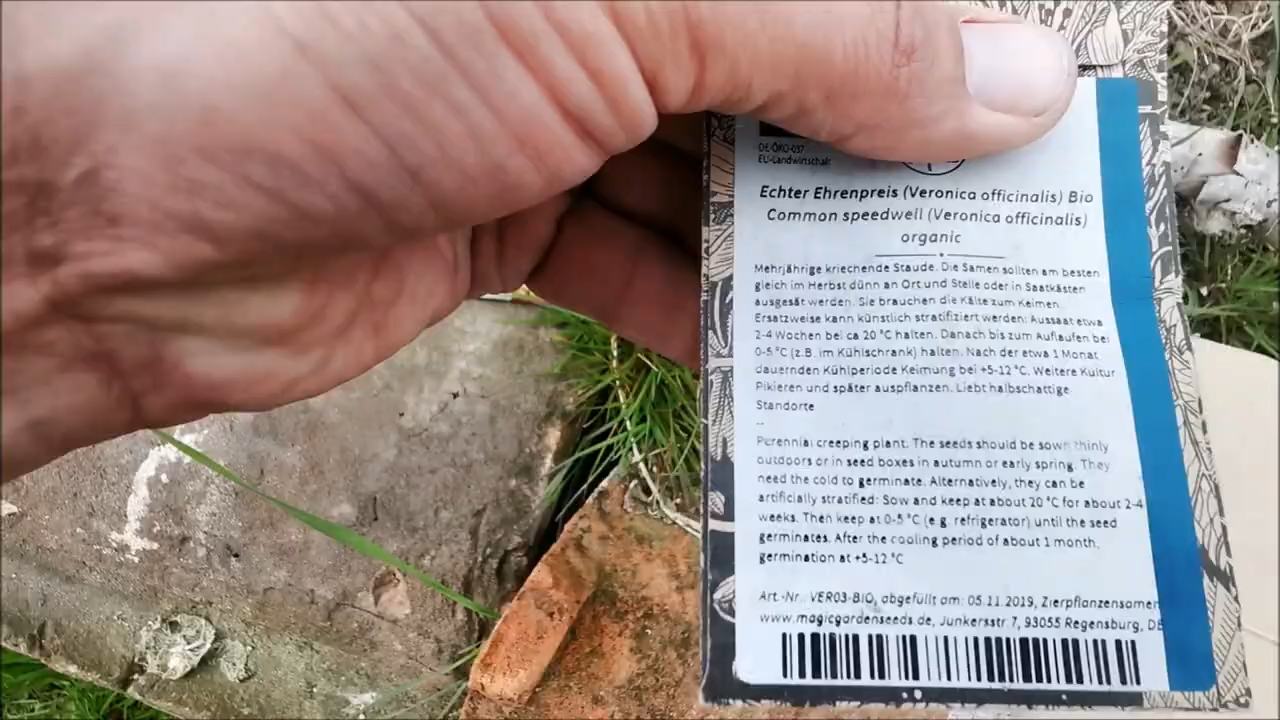 DE-ÖKO-037
EU-Landwirtschaft
Echter Ehrenpreis (Veronica officinalis) Bio
Common speedwell (Veronica officinalis)
organic
Mehrjährige kriechende Staude. Die Samen sollten am besten
gleich im Herbst dünn an Ort und Stelle oder in Saatkästen
ausgesät werden. Sie brauchen die Kälte zum Keimen.
Ersatzweise kann künstlich stratifiziert werden: Aussaat etwa
2-4 Wochen bei ca 20 °C halten. Danach bis zum Auflaufen bei
0-5 °C (z.B. im Kühlschrank) halten. Nach der etwa 1 Monat
dauernden Kühlperiode Keimung bei +5-12 °C. Weitere Kultur
Pikieren und später auspflanzen. Liebt halbschattige
Standorte
--
Perennial creeping plant. The seeds should be sown thinly
outdoors or in seed boxes in autumn or early spring. They
need the cold to germinate. Alternatively, they can be
artificially stratified: Sow and keep at about 20 °C for about 2-4
weeks. Then keep at 0-5 °C (e.g. refrigerator) until the seed
germinates. After the cooling period of about 1 month,
germination at +5-12 °C
Art.-Nr.: VER03-BIO, abgefüllt am: 05.11.2019, Zierpflanzensamen
www.magicgardenseeds.de, Junkersstr 7, 93055 Regensburg, DE